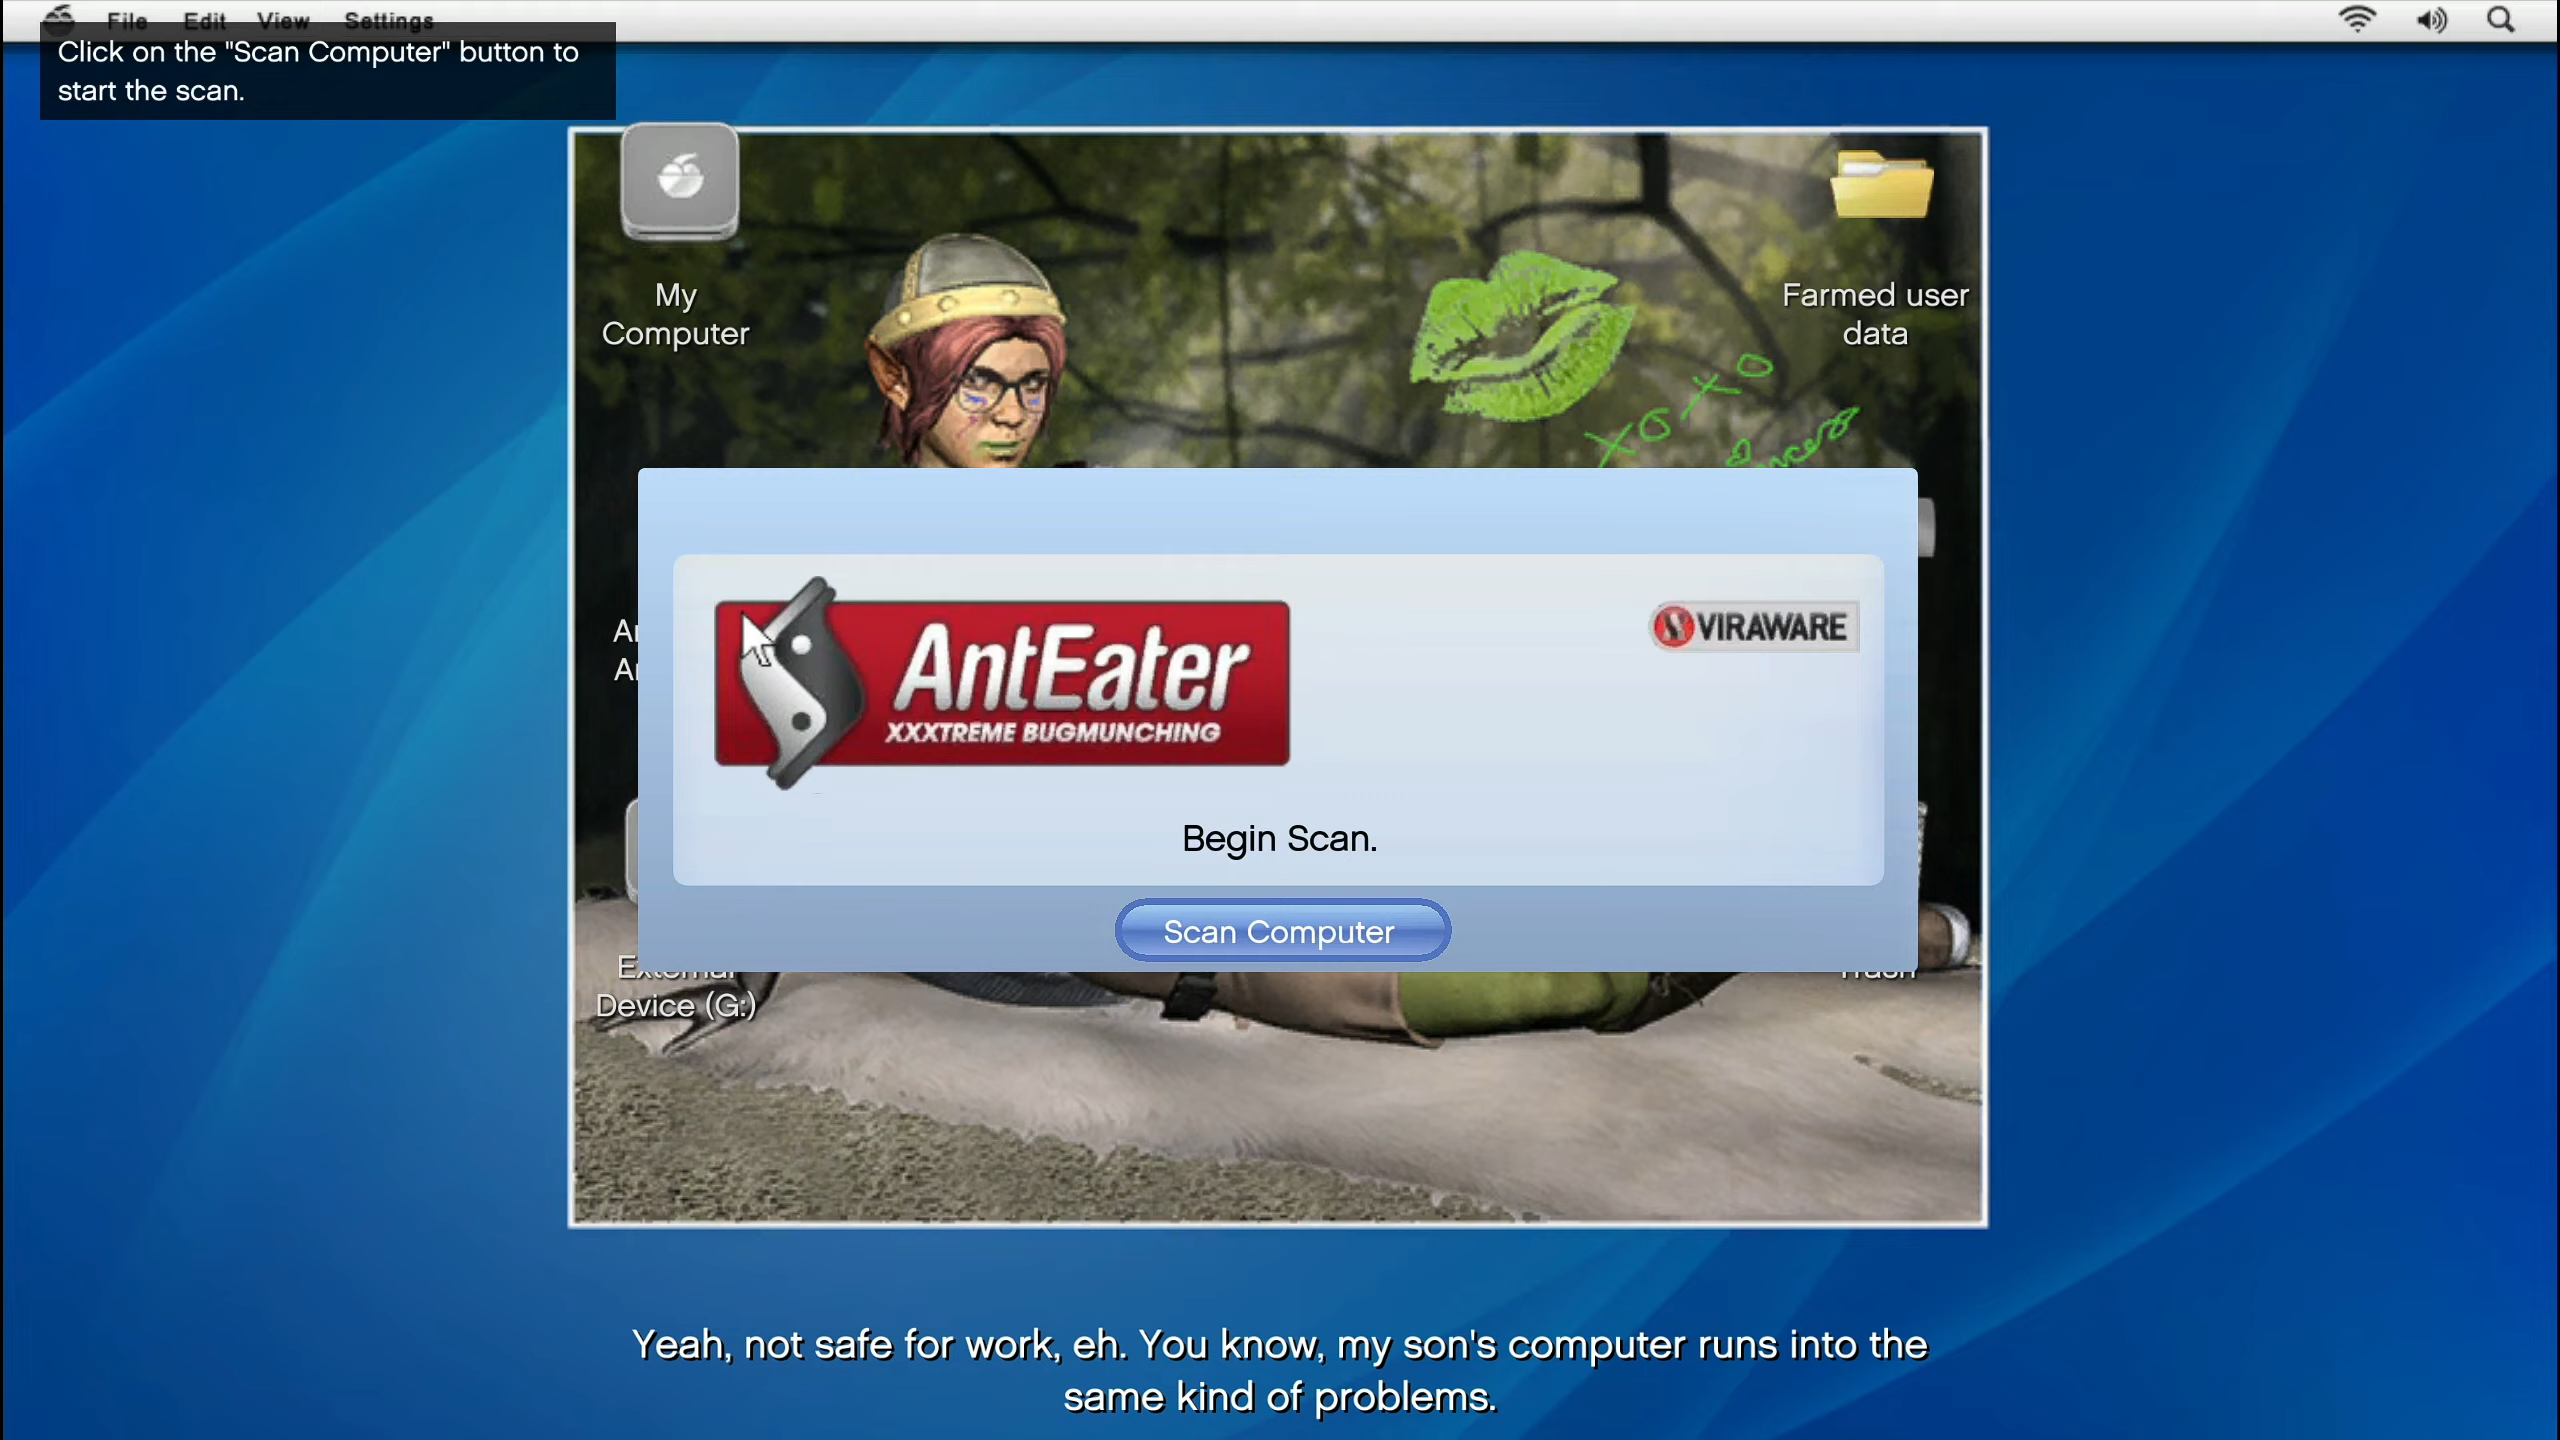 File Edit View Settings
Click on the "Scan Computer" button to
start the scan.
My
Computer
Farmed user
data
XOXO
AntEater
XXXTREME BUGMUNCHING
VIRAWARE
Begin Scan.
Scan Computer
External
Device (G:)
Trash
Yeah, not safe for work, eh. You know, my son's computer runs into the
same kind of problems.